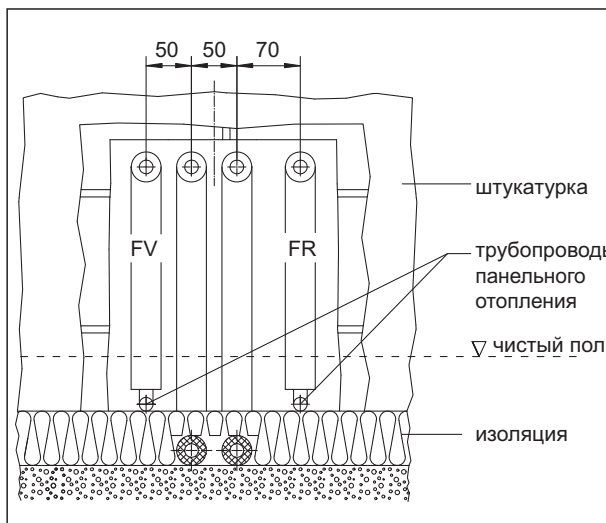 50 50 70
штукатурка
FV FR
трубопроводы
панельного
отопления
чистый пол
изоляция